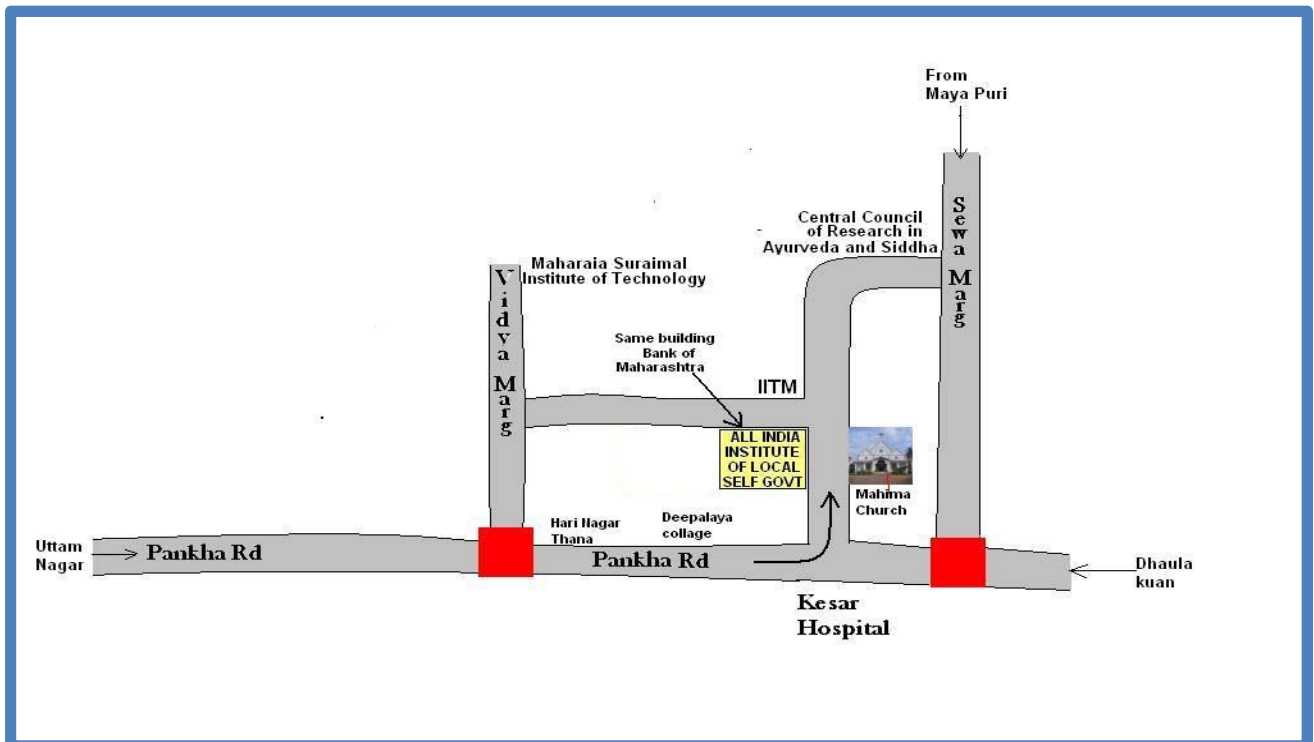 From
Maya Puri
Sewa Marg
Central Council
of Research in
Ayurveda and Siddha
Maharaia Suraimal
Institute of Technology
Vidva Marg
Same building
Bank of
Maharashtra
IITM
ALL INDIA
INSTITUTE
OF LOCAL
SELF GOVT
Mahima
Church
Hari Nagar
Thana
Deepalaya
collage
Uttam
Nagar
Pankha Rd
Pankha Rd
Dhaula
kuan
Kesar
Hospital